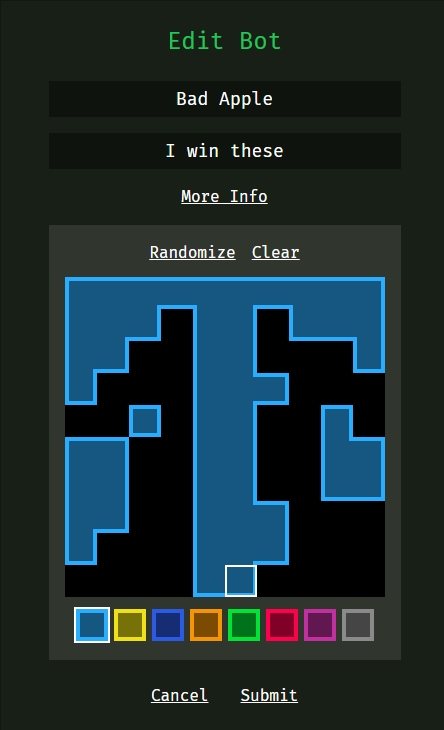 Edit Bot
Bad Apple
I win these
More Info
Randomize Clear
Cancel Submit